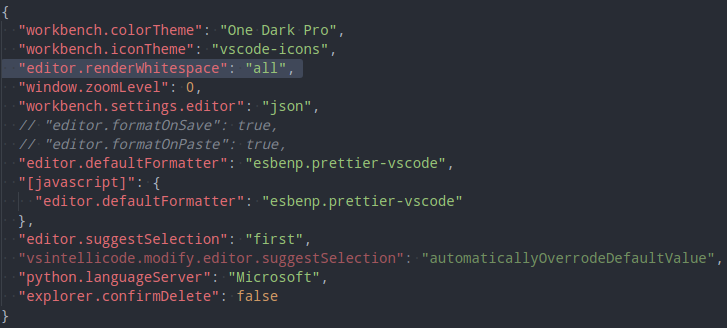 {
"workbench.colorTheme": "One Dark Pro",
"workbench.iconTheme": "vscode-icons",
"editor.renderWhitespace": "all",
"window.zoomLevel": 0,
"workbench.settings.editor": "json",
// "editor.formatOnSave": true,
// "editor.formatOnPaste": true,
"editor.defaultFormatter": "esbenp.prettier-vscode",
"[javascript]": {
"editor.defaultFormatter": "esbenp.prettier-vscode"
},
"editor.suggestSelection": "first",
"vsintellicode.modify.editor.suggestSelection": "automaticallyOverrodeDefaultValue",
"python.languageServer": "Microsoft",
"explorer.confirmDelete": false
}